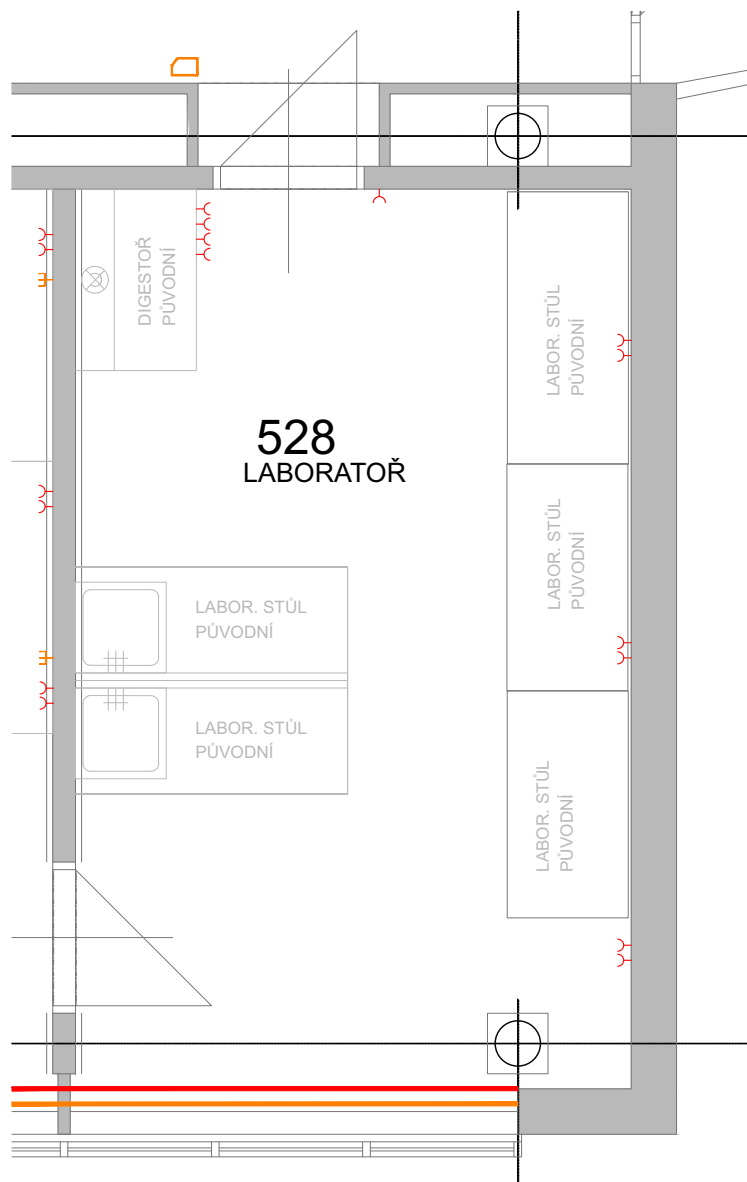 DIGESTOŘ
PŮVODNÍ
LABOR. STŮL
PŮVODNÍ
528
LABORATOŘ
LABOR. STŮL
PŮVODNÍ
LABOR. STŮL
PŮVODNÍ
LABOR. STŮL
PŮVODNÍ
LABOR. STŮL
PŮVODNÍ